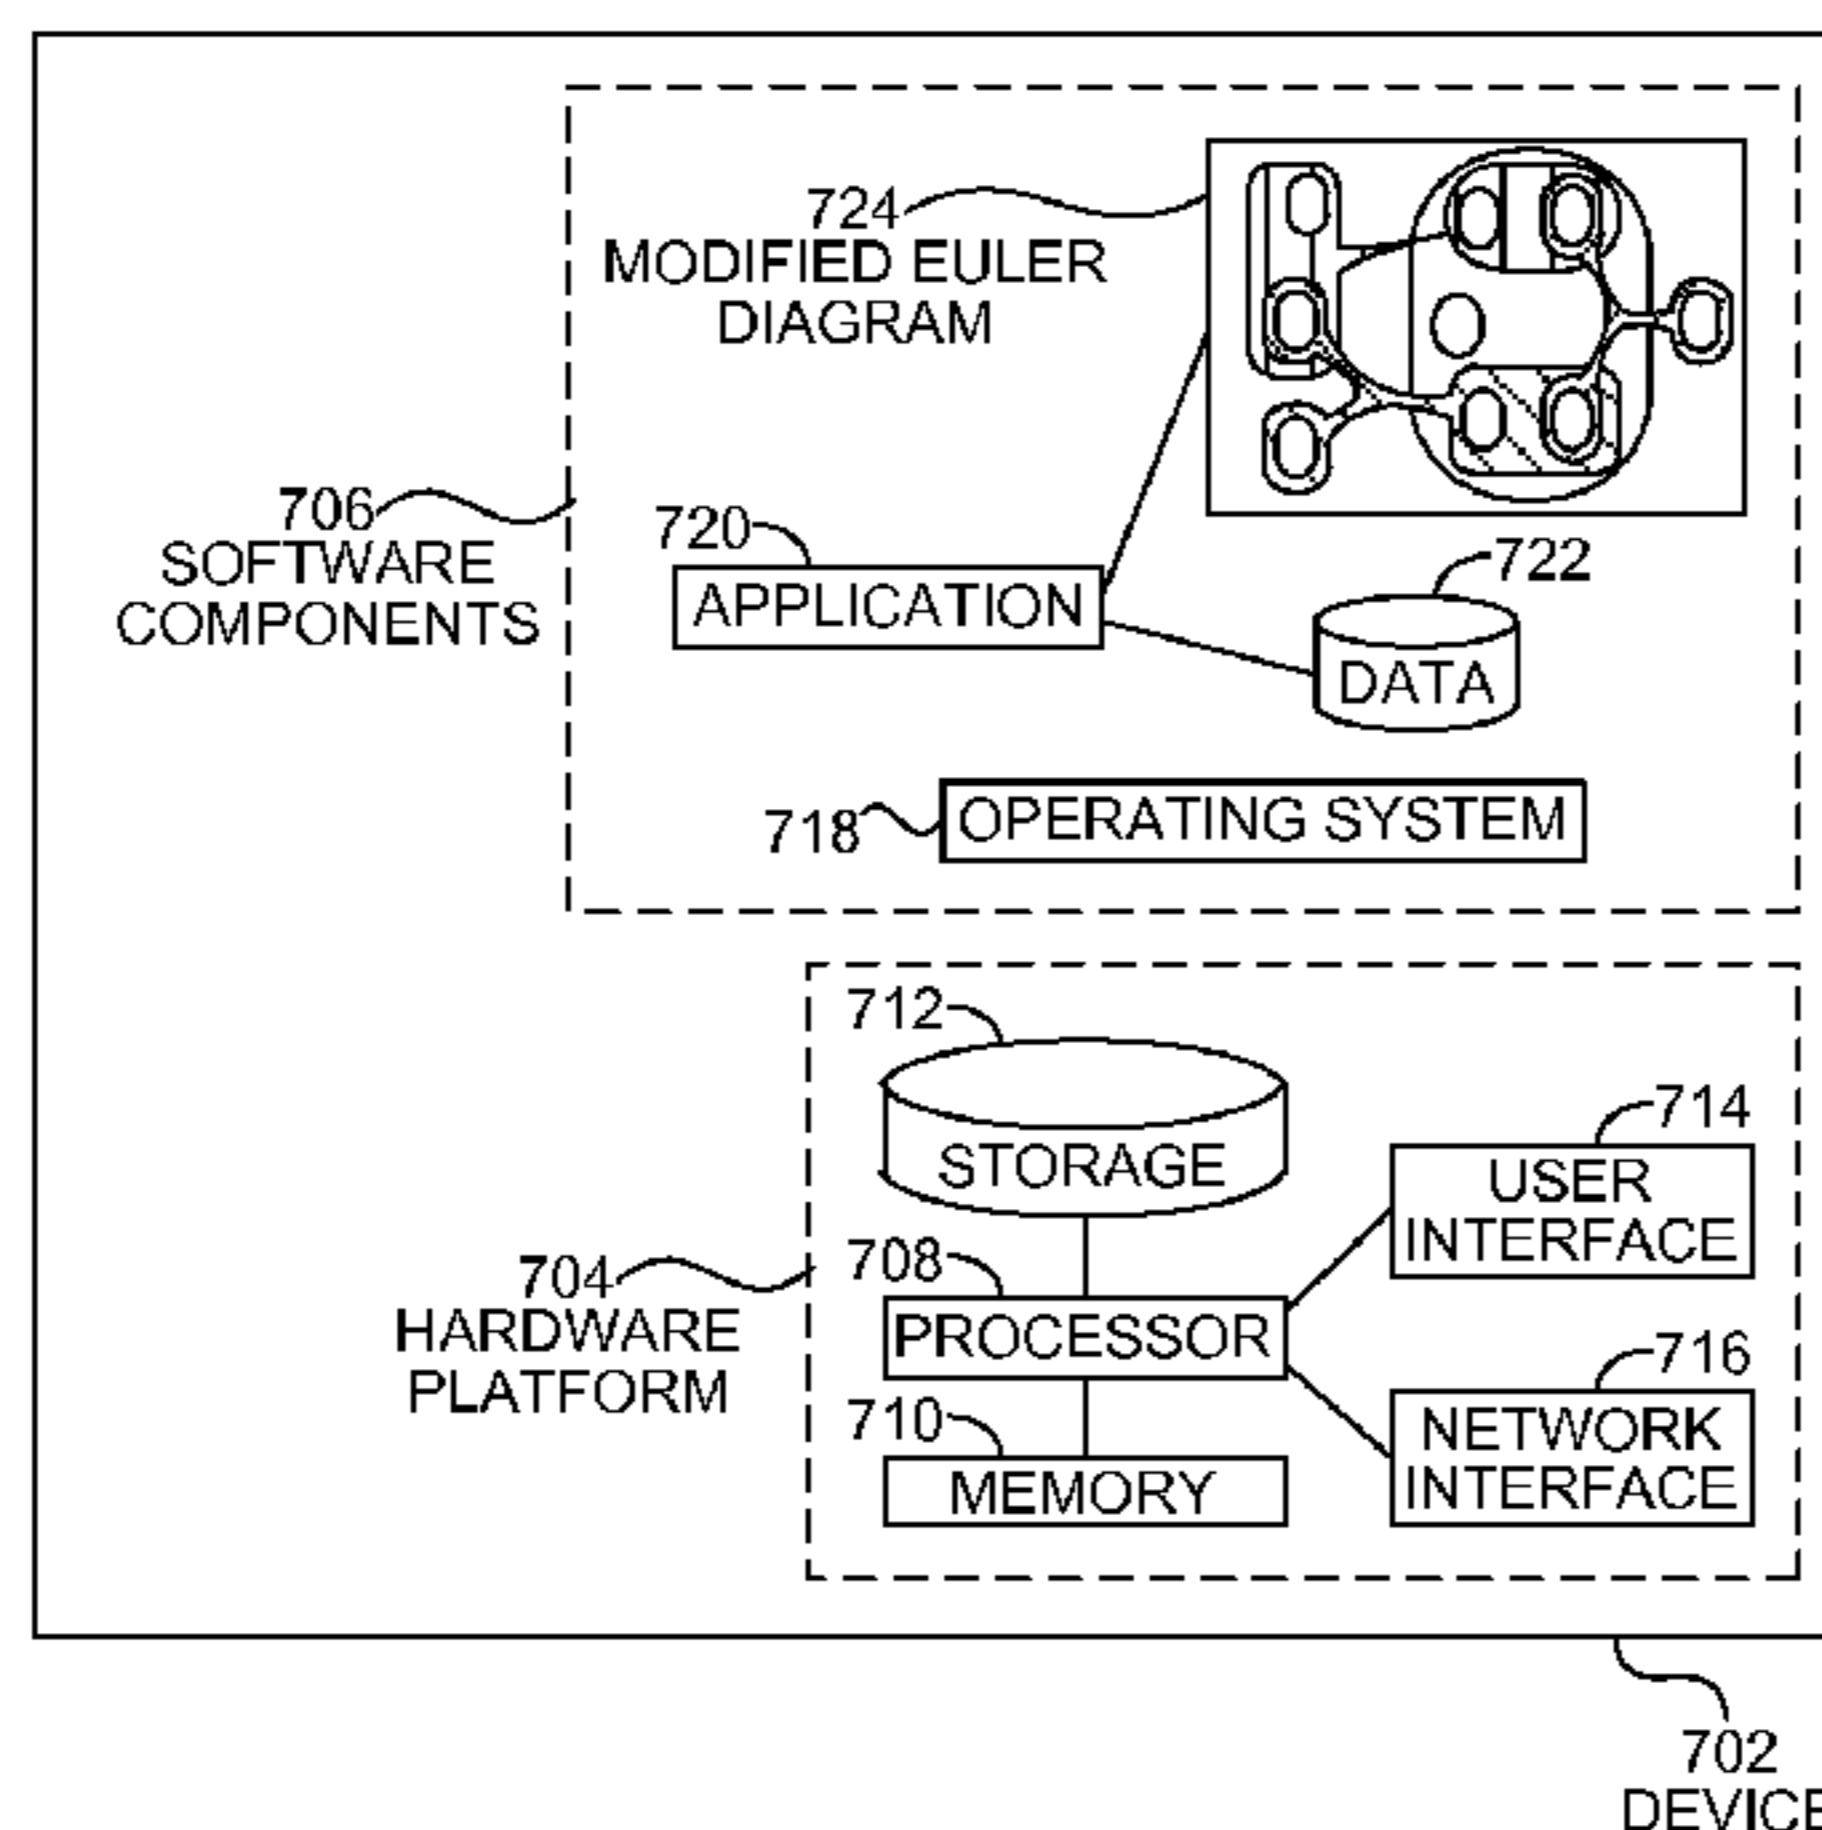 724
MODIFIED EULER
DIAGRAM
706
SOFTWARE
COMPONENTS
720
APPLICATION
722
DATA
718
OPERATING SYSTEM
712
STORAGE
714
USER
INTERFACE
704
HARDWARE
PLATFORM
708
PROCESSOR
716
NETWORK
INTERFACE
710
MEMORY
702
DEVICE